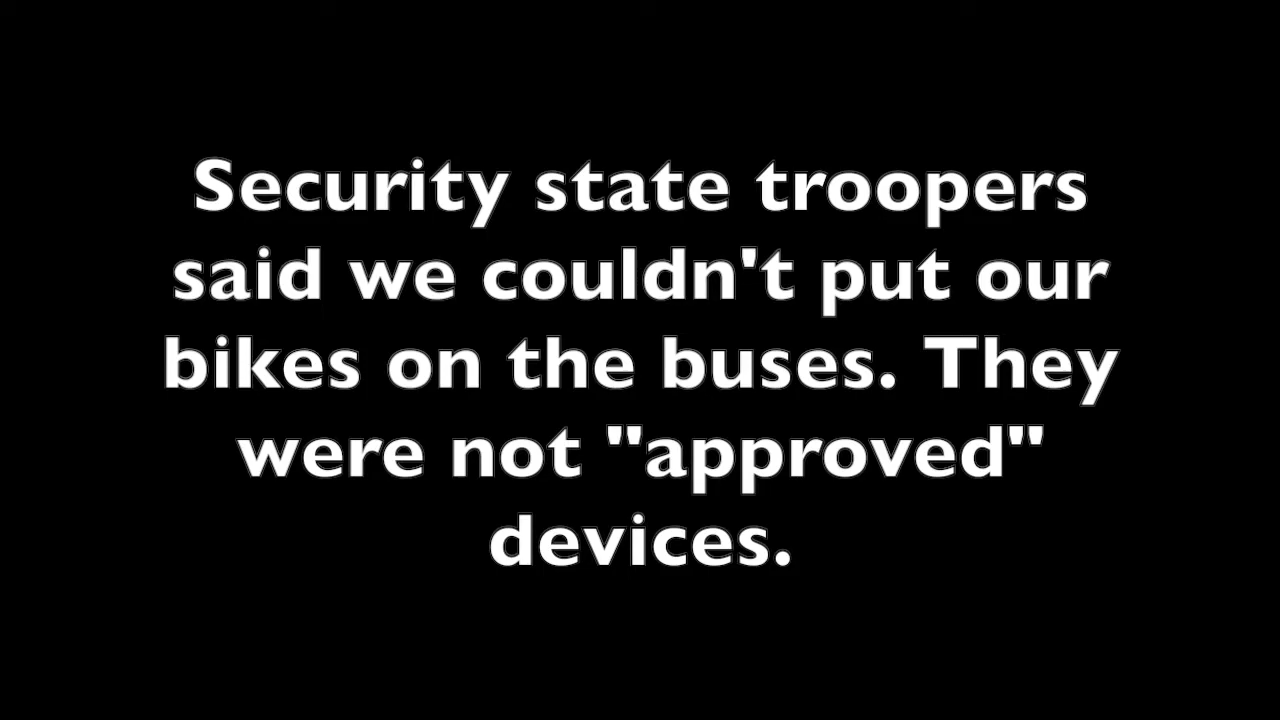 Security state troopers
said we couldn't put our
bikes on the buses. They
were not "approved"
devices.